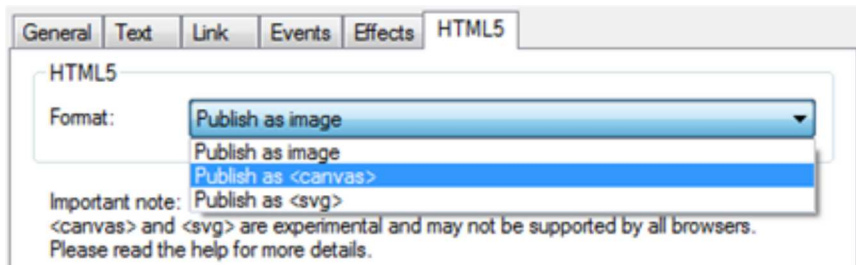 General Text Link Events Effects HTML5
HTML5
Format: Publish as image
Publish as image
Publish as <canvas>
Important note: Publish as <svg>
<canvas> and <svg> are experimental and may not be supported by all browsers.
Please read the help for more details.